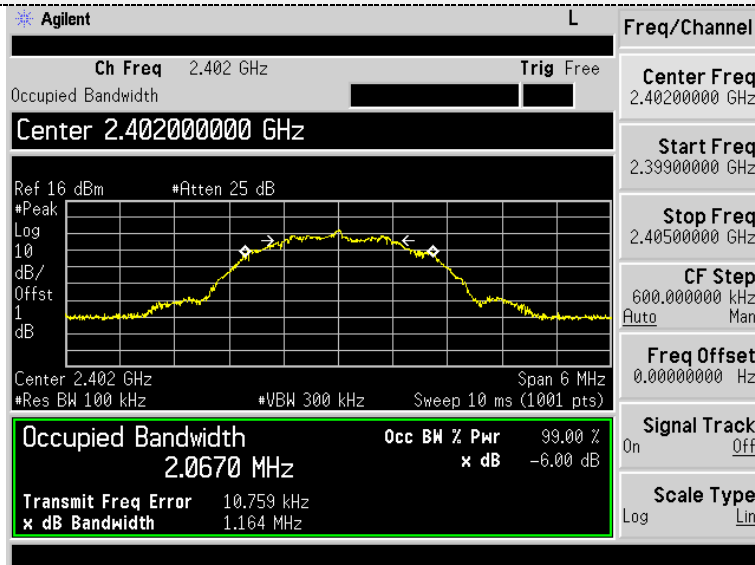 Agilent L
Ch Freq 2.402 GHz Trig Free
Occupied Bandwidth
Center 2.402000000 GHz
Ref 16 dBm #Atten 25 dB
#Peak
Log
10
dB/
Offst
1
dB
Center 2.402 GHz Span 6 MHz
#Res BW 100 kHz #VBW 300 kHz Sweep 10 ms (1001 pts)
Occupied Bandwidth Occ BW % Pwr 99.00 %
2.0670 MHz x dB -6.00 dB
Transmit Freq Error 10.759 kHz
x dB Bandwidth 1.164 MHz
Freq/Channel
Center Freq
2.40200000 GHz
Start Freq
2.39900000 GHz
Stop Freq
2.40500000 GHz
CF Step
600.000000 kHz
Auto Man
Freq Offset
0.00000000 Hz
Signal Track
On Off
Scale Type
Log Lin